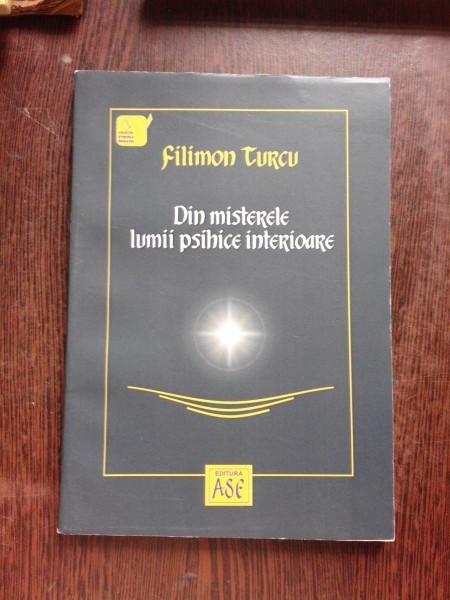 Filimon Turcu
Din misterele
lumii psihice interioare
EDITURA
ASE